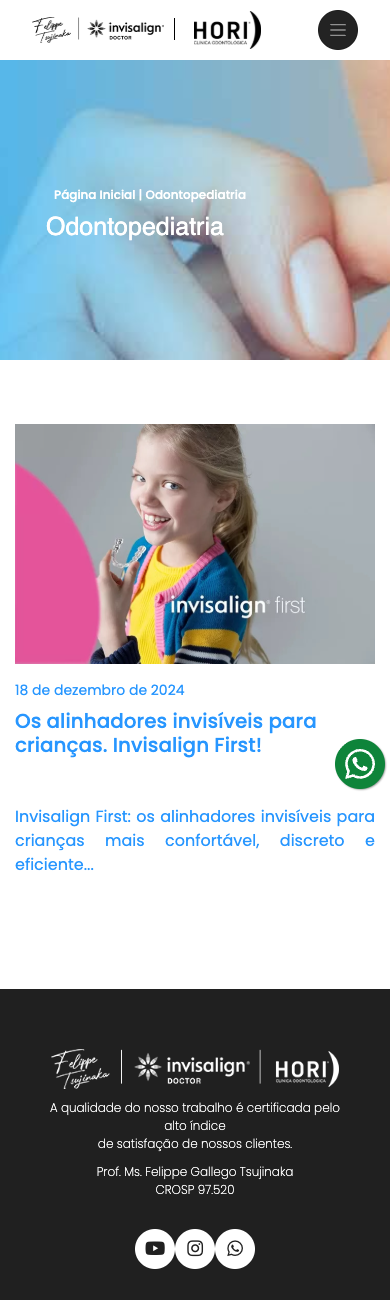 Felippe Tsujinaka
invisalign®
DOCTOR
HORI
CLÍNICA ODONTOLÓGICA
Página Inicial | Odontopediatria
Odontopediatria
invisalign® first
18 de dezembro de 2024
Os alinhadores invisíveis para
crianças. Invisalign First!
Invisalign First: os alinhadores invisíveis para
crianças mais confortável, discreto e
eficiente...
Felippe Tsujinaka
invisalign®
DOCTOR
HORI
CLÍNICA ODONTOLÓGICA
A qualidade do nosso trabalho é certificada pelo
alto índice
de satisfação de nossos clientes.
Prof. Ms. Felippe Gallego Tsujinaka
CROSP 97.520